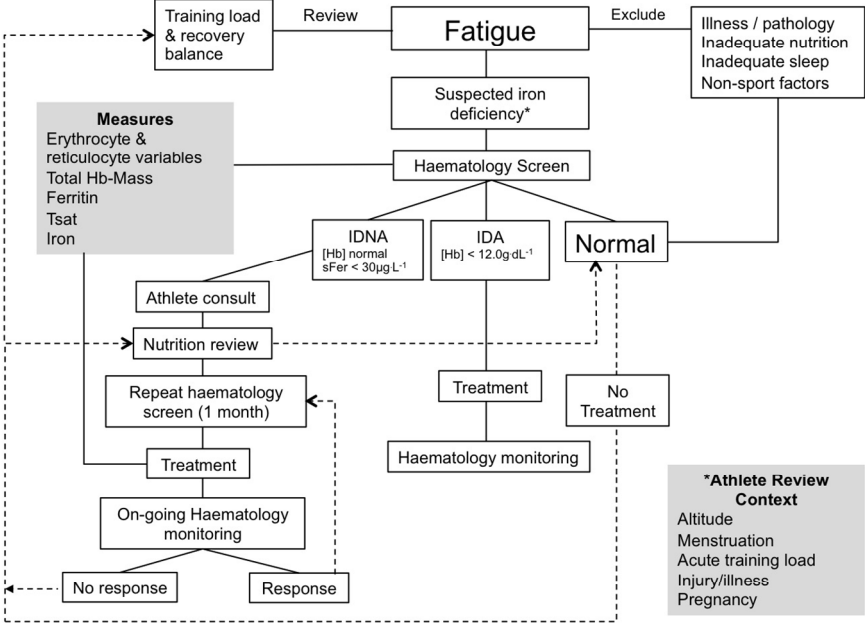 Training load
& recovery
balance
Review
Fatigue
Exclude
Illness / pathology
Inadequate nutrition
Inadequate sleep
Non-sport factors
Suspected iron
deficiency*
Measures
Erythrocyte &
reticulocyte variables
Total Hb-Mass
Ferritin
Tsat
Iron
Haematology Screen
IDNA
[Hb] normal
sFer < 30µg·L⁻¹
IDA
[Hb] < 12.0g·dL⁻¹
Normal
Athlete consult
Nutrition review
Repeat haematology
screen (1 month)
Treatment
On-going Haematology
monitoring
No response
Response
Treatment
Haematology monitoring
No
Treatment
*Athlete Review
Context
Altitude
Menstruation
Acute training load
Injury/illness
Pregnancy